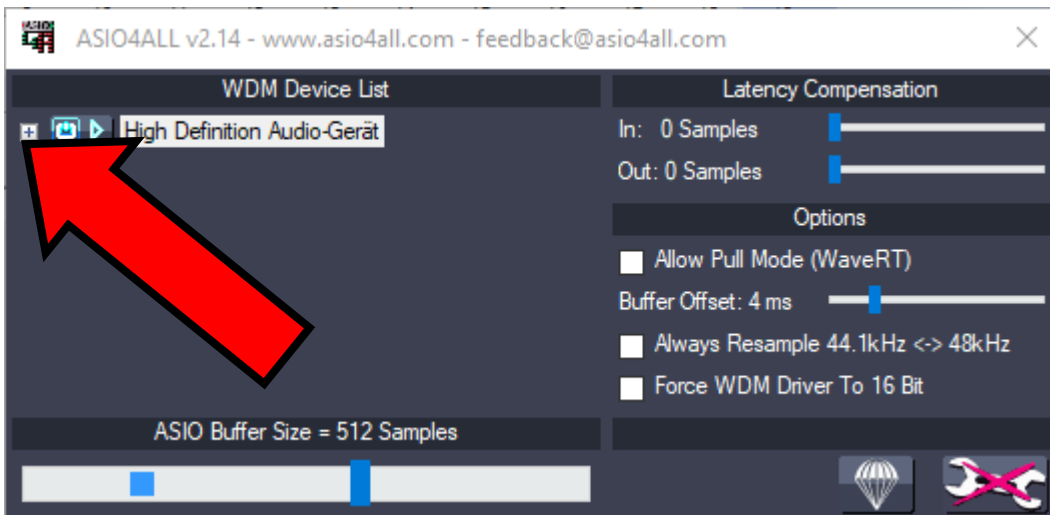 ASIO4ALL v2.14 - www.asio4all.com - feedback@asio4all.com
WDM Device List
High Definition Audio-Gerät
Latency Compensation
In: 0 Samples
Out: 0 Samples
Options
Allow Pull Mode (WaveRT)
Buffer Offset: 4 ms
Always Resample 44.1kHz <-> 48kHz
Force WDM Driver To 16 Bit
ASIO Buffer Size = 512 Samples